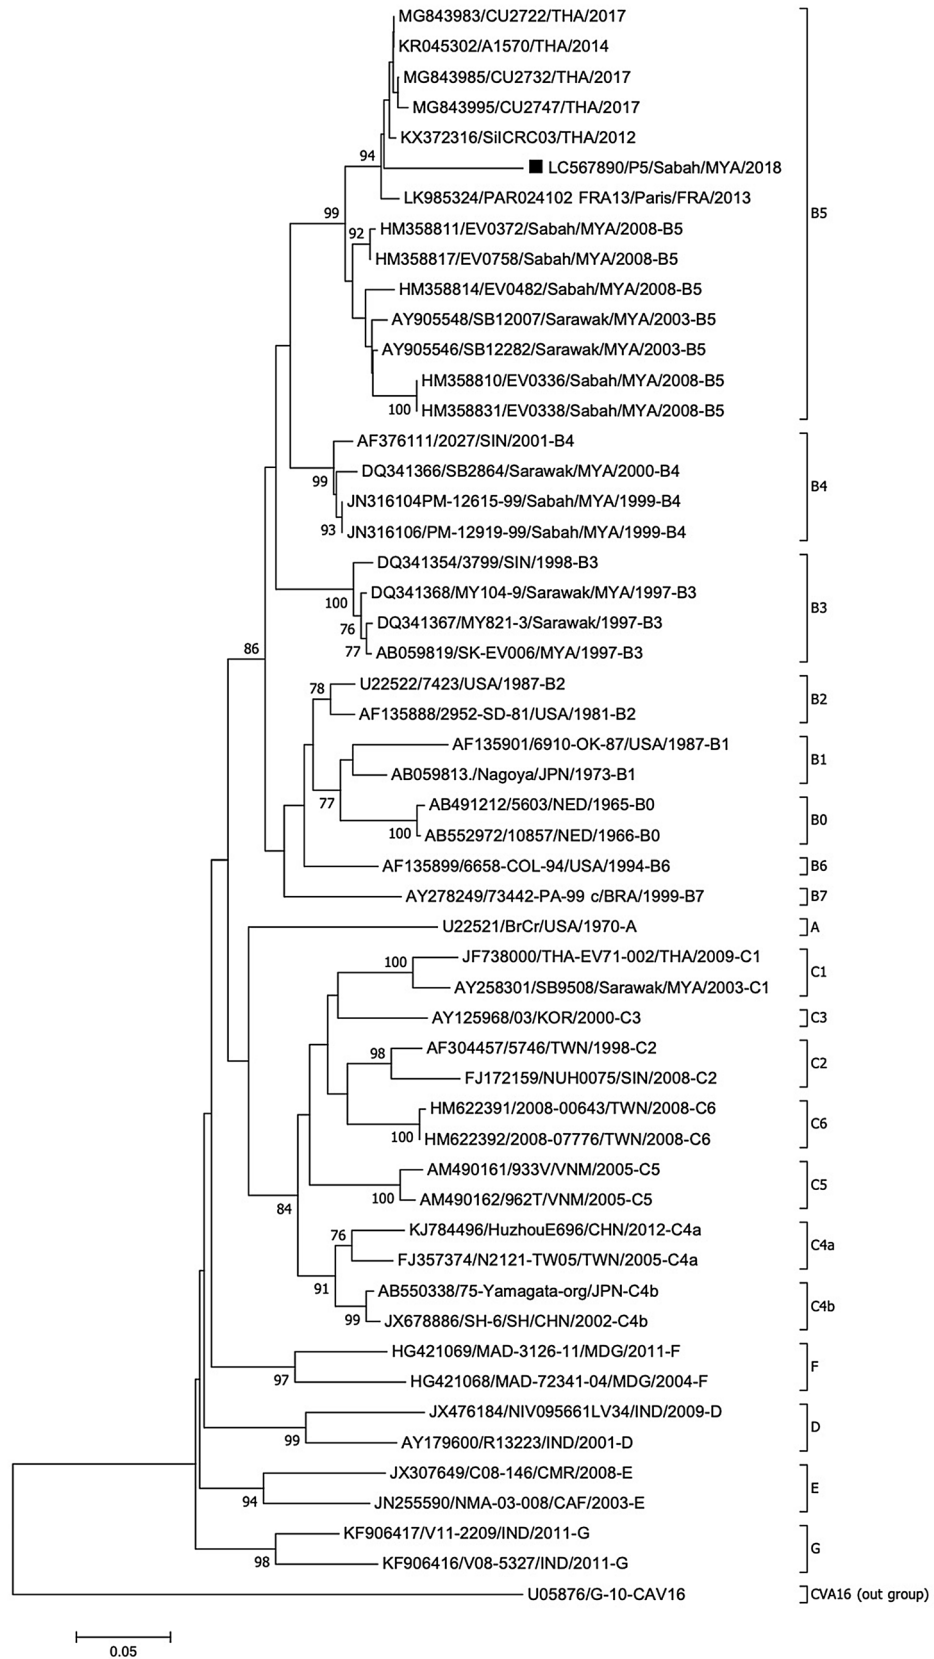 MG843983/CU2722/THA/2017
KR045302/A1570/THA/2014
MG843985/CU2732/THA/2017
MG843995/CU2747/THA/2017
KX372316/SiICRC03/THA/2012
94
LC567890/P5/Sabah/MYA/2018
LK985324/PAR024102 FRA13/Paris/FRA/2013
99
B5
92
HM358811/EV0372/Sabah/MYA/2008-B5
HM358817/EV0758/Sabah/MYA/2008-B5
HM358814/EV0482/Sabah/MYA/2008-B5
AY905548/SB12007/Sarawak/MYA/2003-B5
AY905546/SB12282/Sarawak/MYA/2003-B5
HM358810/EV0336/Sabah/MYA/2008-B5
100
HM358831/EV0338/Sabah/MYA/2008-B5
AF376111/2027/SIN/2001-B4
DQ341366/SB2864/Sarawak/MYA/2000-B4
99
B4
JN316104PM-12615-99/Sabah/MYA/1999-B4
93
JN316106/PM-12919-99/Sabah/MYA/1999-B4
DQ341354/3799/SIN/1998-B3
DQ341368/MY104-9/Sarawak/MYA/1997-B3
100
B3
DQ341367/MY821-3/Sarawak/1997-B3
76
77
AB059819/SK-EV006/MYA/1997-B3
86
78
U22522/7423/USA/1987-B2
B2
AF135888/2952-SD-81/USA/1981-B2
AF135901/6910-OK-87/USA/1987-B1
B1
AB059813./Nagoya/JPN/1973-B1
77
AB491212/5603/NED/1965-B0
B0
100
AB552972/10857/NED/1966-B0
AF135899/6658-COL-94/USA/1994-B6
B6
AY278249/73442-PA-99 c/BRA/1999-B7
B7
U22521/BrCr/USA/1970-A
A
100
JF738000/THA-EV71-002/THA/2009-C1
C1
AY258301/SB9508/Sarawak/MYA/2003-C1
AY125968/03/KOR/2000-C3
C3
98
AF304457/5746/TWN/1998-C2
C2
FJ172159/NUH0075/SIN/2008-C2
HM622391/2008-00643/TWN/2008-C6
C6
100
HM622392/2008-07776/TWN/2008-C6
AM490161/933V/VNM/2005-C5
C5
100
AM490162/962T/VNM/2005-C5
84
76
KJ784496/HuzhouE696/CHN/2012-C4a
C4a
FJ357374/N2121-TW05/TWN/2005-C4a
91
AB550338/75-Yamagata-org/JPN-C4b
C4b
99
JX678886/SH-6/SH/CHN/2002-C4b
HG421069/MAD-3126-11/MDG/2011-F
F
97
HG421068/MAD-72341-04/MDG/2004-F
JX476184/NIV095661LV34/IND/2009-D
D
99
AY179600/R13223/IND/2001-D
JX307649/C08-146/CMR/2008-E
E
94
JN255590/NMA-03-008/CAF/2003-E
KF906417/V11-2209/IND/2011-G
G
98
KF906416/V08-5327/IND/2011-G
U05876/G-10-CAV16
CVA16 (out group)
0.05